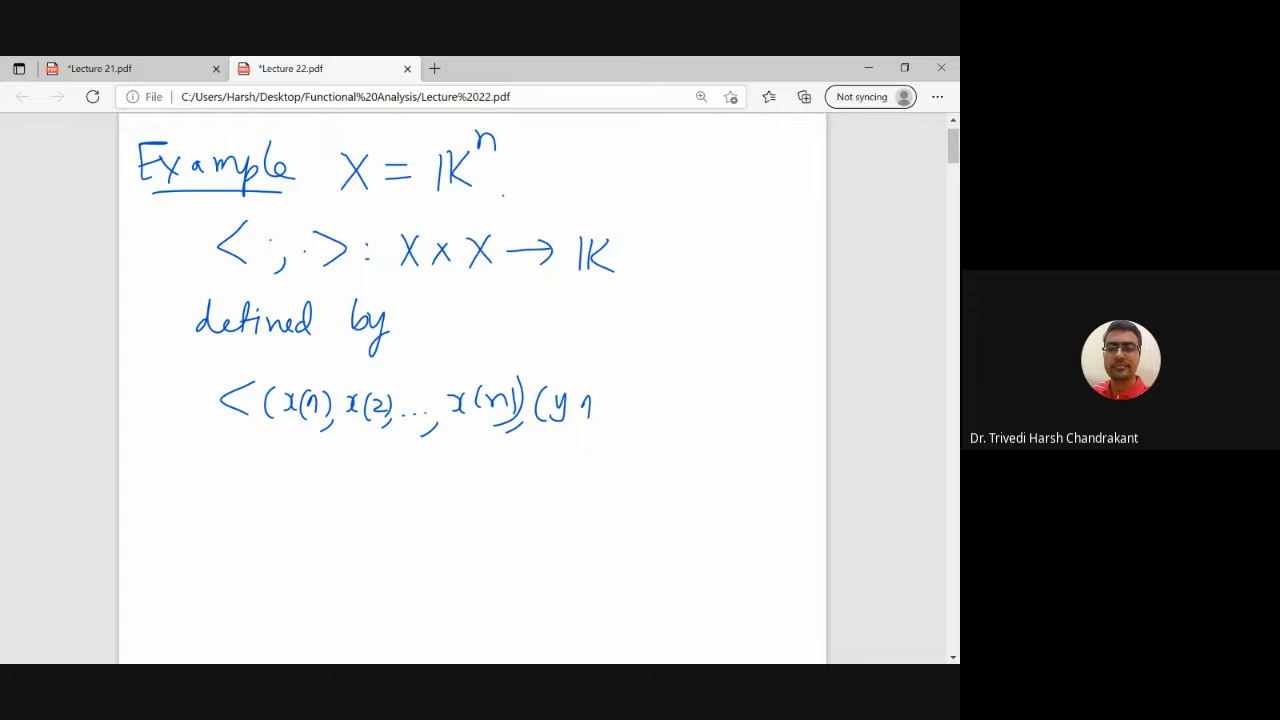 *Lecture 21.pdf
*Lecture 22.pdf
File C:/Users/Harsh/Desktop/Functional%20Analysis/Lecture%2022.pdf
Not syncing
Example X = 𝕂ⁿ.
< ·, · > : X × X → 𝕂
defined by
< (x(1), x(2), ..., x(n)), (y
Dr. Trivedi Harsh Chandrakant